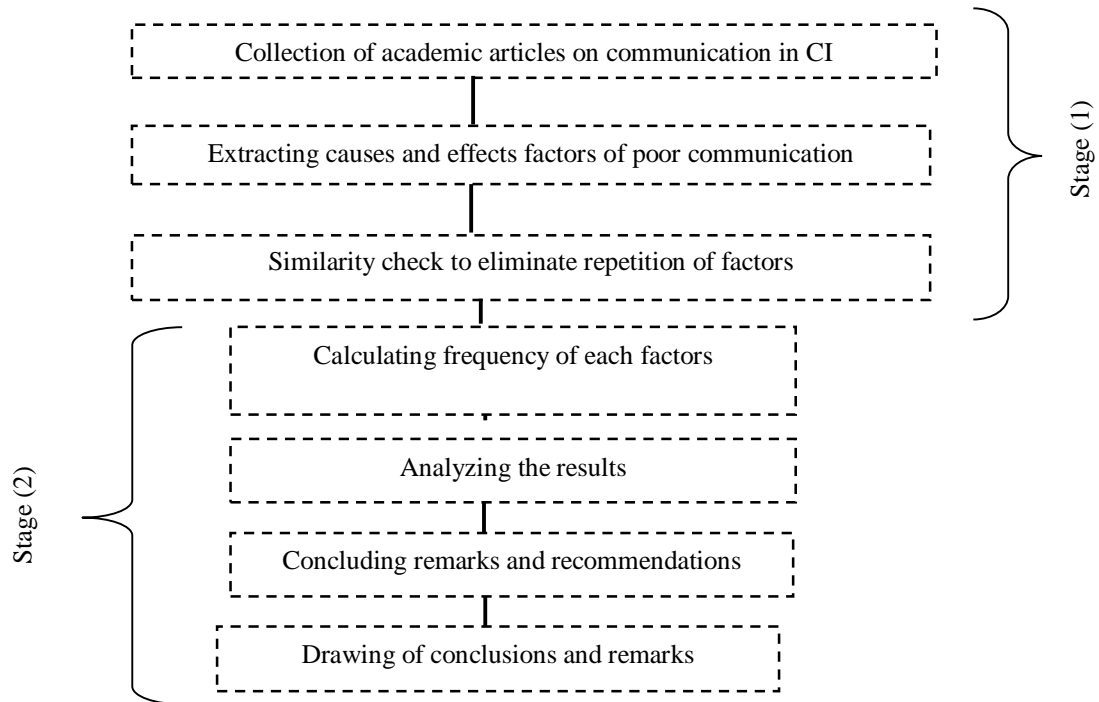 Collection of academic articles on communication in CI
Extracting causes and effects factors of poor communication
Similarity check to eliminate repetition of factors
Stage (1)
Calculating frequency of each factors
Analyzing the results
Concluding remarks and recommendations
Drawing of conclusions and remarks
Stage (2)